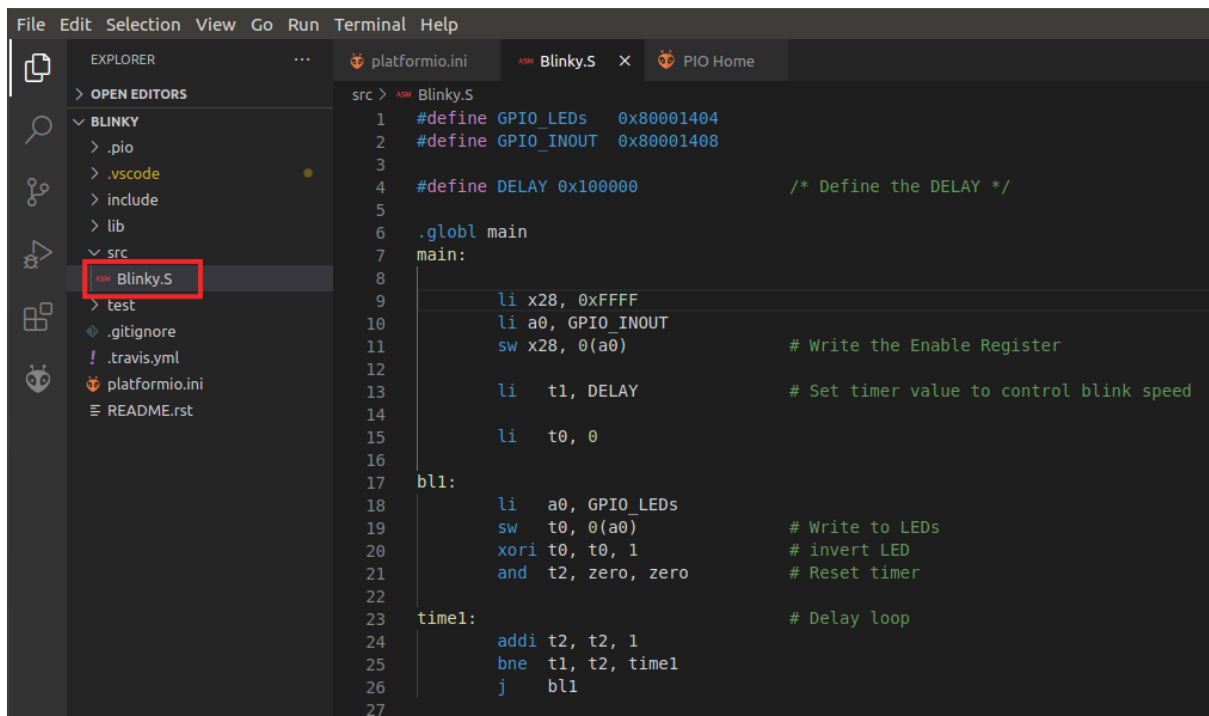 File Edit Selection View Go Run Terminal Help
EXPLORER ...
> OPEN EDITORS
BLINKY
> .pio
> .vscode
> include
> lib
src
ASM Blinky.S
> test
.gitignore
! .travis.yml
platformio.ini
README.rst
platformio.ini ASM Blinky.S × PIO Home
src > ASM Blinky.S
1 #define GPIO_LEDs 0x80001404
2 #define GPIO_INOUT 0x80001408
3
4 #define DELAY 0x100000 /* Define the DELAY */
5
6 .globl main
7 main:
8
9 li x28, 0xFFFF
10 li a0, GPIO_INOUT
11 sw x28, 0(a0) # Write the Enable Register
12
13 li t1, DELAY # Set timer value to control blink speed
14
15 li t0, 0
16
17 bl1:
18 li a0, GPIO_LEDs
19 sw t0, 0(a0) # Write to LEDs
20 xori t0, t0, 1 # invert LED
21 and t2, zero, zero # Reset timer
22
23 time1: # Delay loop
24 addi t2, t2, 1
25 bne t1, t2, time1
26 j bl1
27